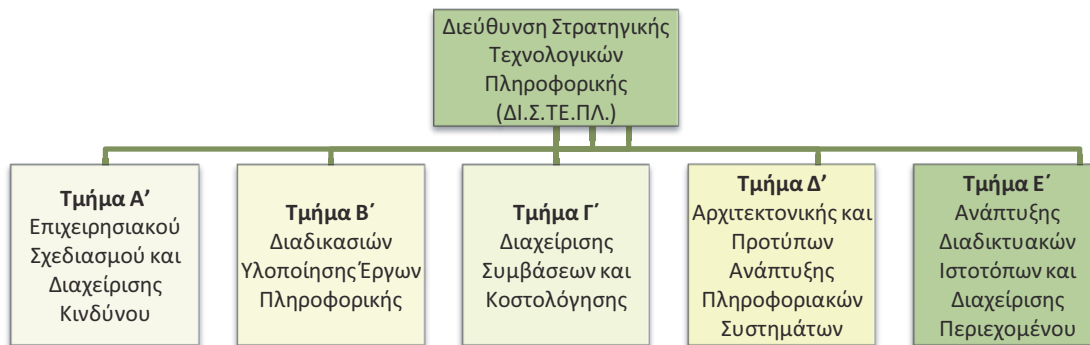 Διεύθυνση Στρατηγικής
Τεχνολογικών
Πληροφορικής
(ΔΙ.Σ.ΤΕ.ΠΛ.)
Τμήμα Α’
Επιχειρησιακού
Σχεδιασμού και
Διαχείρισης
Κινδύνου
Τμήμα Β΄
Διαδικασιών
Υλοποίησης Έργων
Πληροφορικής
Τμήμα Γ΄
Διαχείρισης
Συμβάσεων και
Κοστολόγησης
Τμήμα Δ’
Αρχιτεκτονικής και
Προτύπων
Ανάπτυξης
Πληροφοριακών
Συστημάτων
Τμήμα Ε΄
Ανάπτυξης
Διαδικτυακών
Ιστοτόπων και
Διαχείρισης
Περιεχομένου